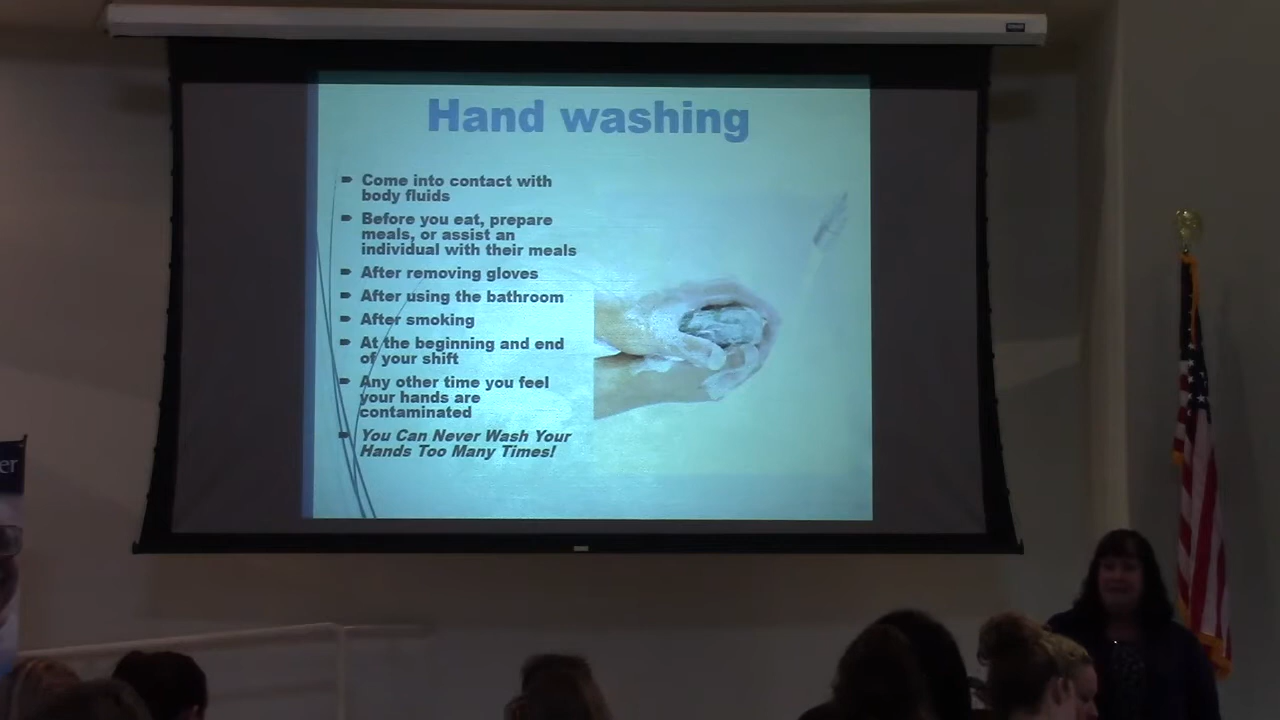 Hand washing
Come into contact with
body fluids
Before you eat, prepare
meals, or assist an
individual with their meals
After removing gloves
After using the bathroom
After smoking
At the beginning and end
of your shift
Any other time you feel
your hands are
contaminated
You Can Never Wash Your
Hands Too Many Times!
er